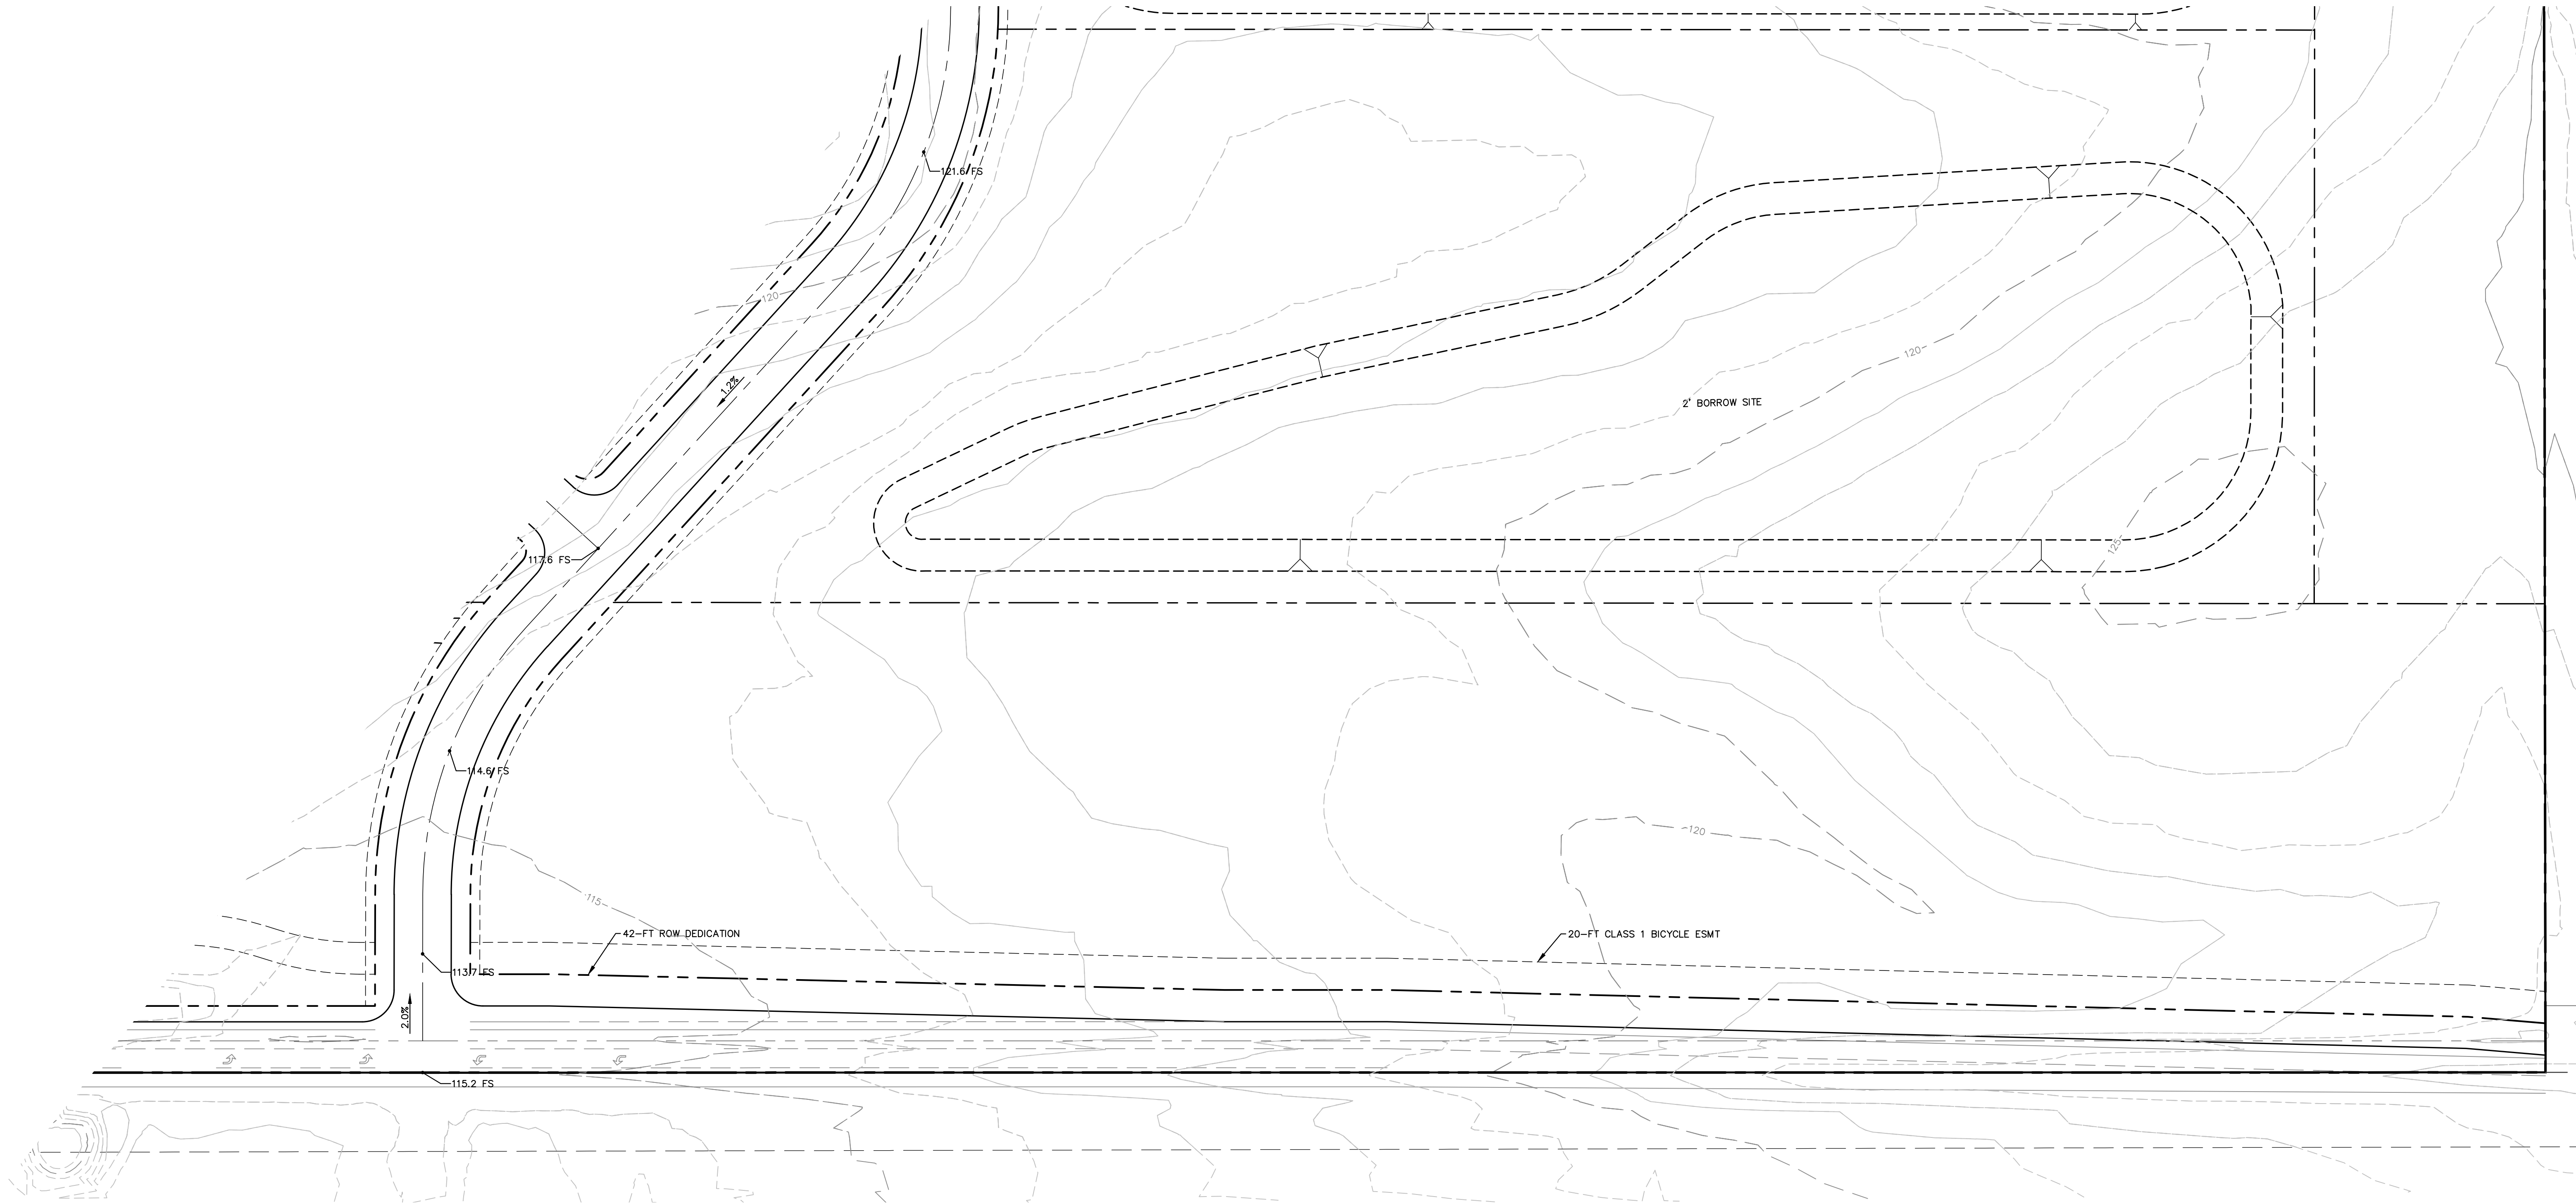 121.6 FS
120
120
1.2%
2' BORROW SITE
125
117.6 FS
114.6 FS
120
115
42-FT ROW DEDICATION
20-FT CLASS 1 BICYCLE ESMT
113.7 FS
2.0%
115.2 FS